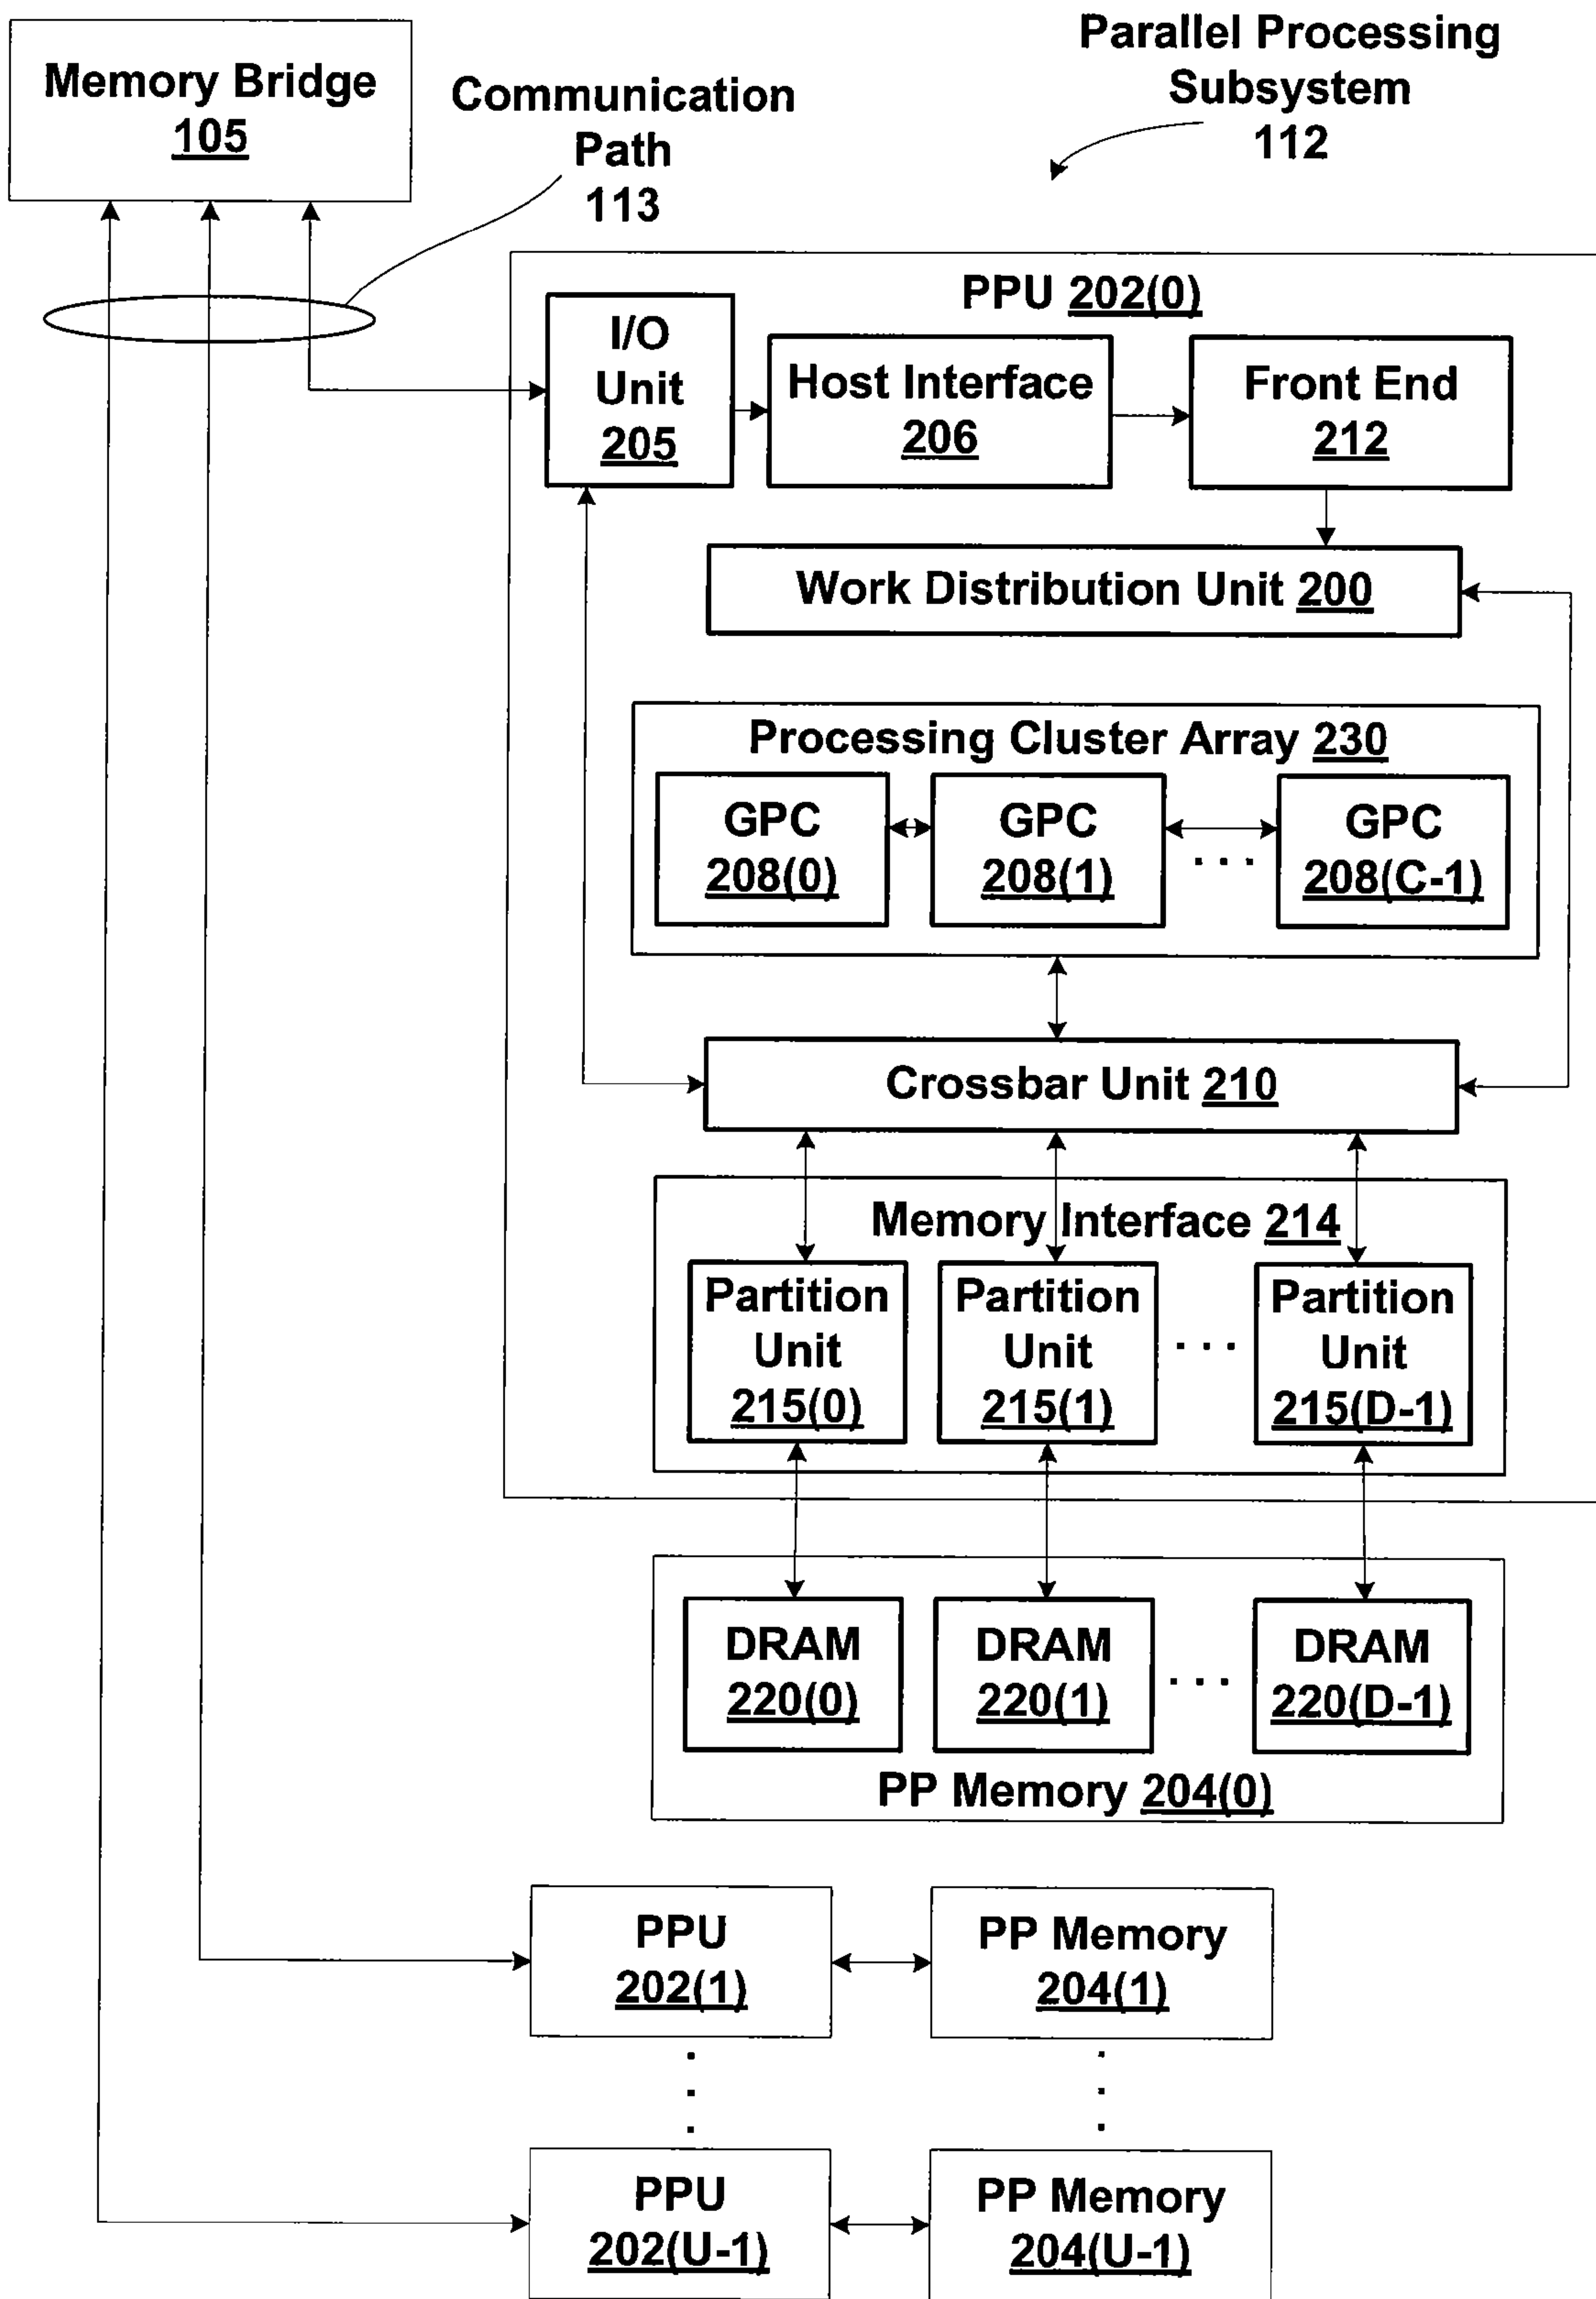 Memory Bridge
105
Communication
Path
113
Parallel Processing
Subsystem
112
PPU 202(0)
I/O
Unit
205
Host Interface
206
Front End
212
Work Distribution Unit 200
Processing Cluster Array 230
GPC
208(0)
GPC
208(1)
. . .
GPC
208(C-1)
Crossbar Unit 210
Memory Interface 214
Partition
Unit
215(0)
Partition
Unit
215(1)
. . .
Partition
Unit
215(D-1)
DRAM
220(0)
DRAM
220(1)
. . .
DRAM
220(D-1)
PP Memory 204(0)
PPU
202(1)
PP Memory
204(1)
PPU
202(U-1)
PP Memory
204(U-1)